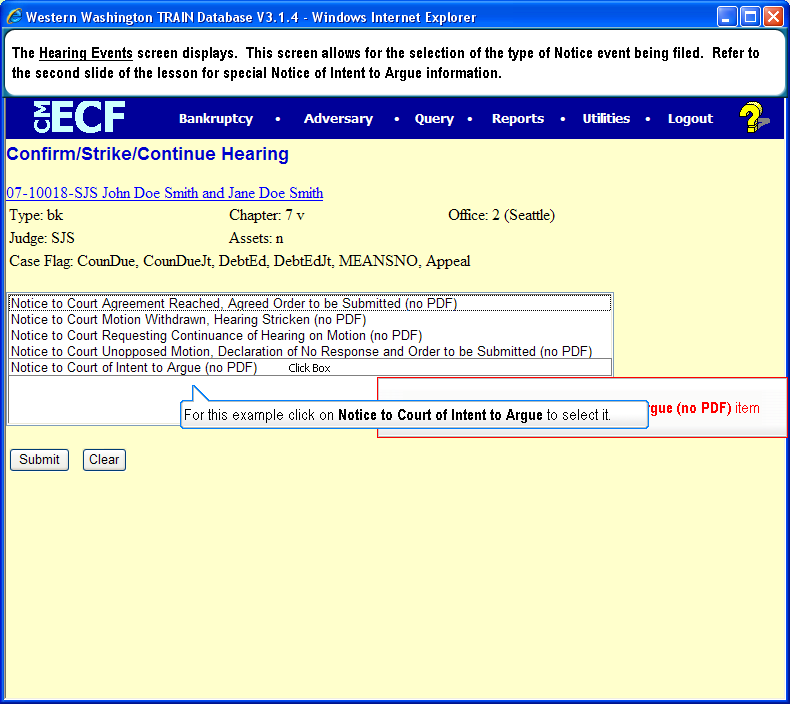 Western Washington TRAIN Database V3.1.4 - Windows Internet Explorer
The Hearing Events screen displays. This screen allows for the selection of the type of Notice event being filed. Refer to
the second slide of the lesson for special Notice of Intent to Argue information.
CM ECF Bankruptcy • Adversary • Query • Reports • Utilities • Logout ?
Confirm/Strike/Continue Hearing
07-10018-SJS John Doe Smith and Jane Doe Smith
Type: bk Chapter: 7 v Office: 2 (Seattle)
Judge: SJS Assets: n
Case Flag: CounDue, CounDueJt, DebtEd, DebtEdJt, MEANSNO, Appeal
Notice to Court Agreement Reached, Agreed Order to be Submitted (no PDF)
Notice to Court Motion Withdrawn, Hearing Stricken (no PDF)
Notice to Court Requesting Continuance of Hearing on Motion (no PDF)
Notice to Court Unopposed Motion, Declaration of No Response and Order to be Submitted (no PDF)
Notice to Court of Intent to Argue (no PDF) Click Box
For this example click on Notice to Court of Intent to Argue to select it. gue (no PDF) item
Submit Clear